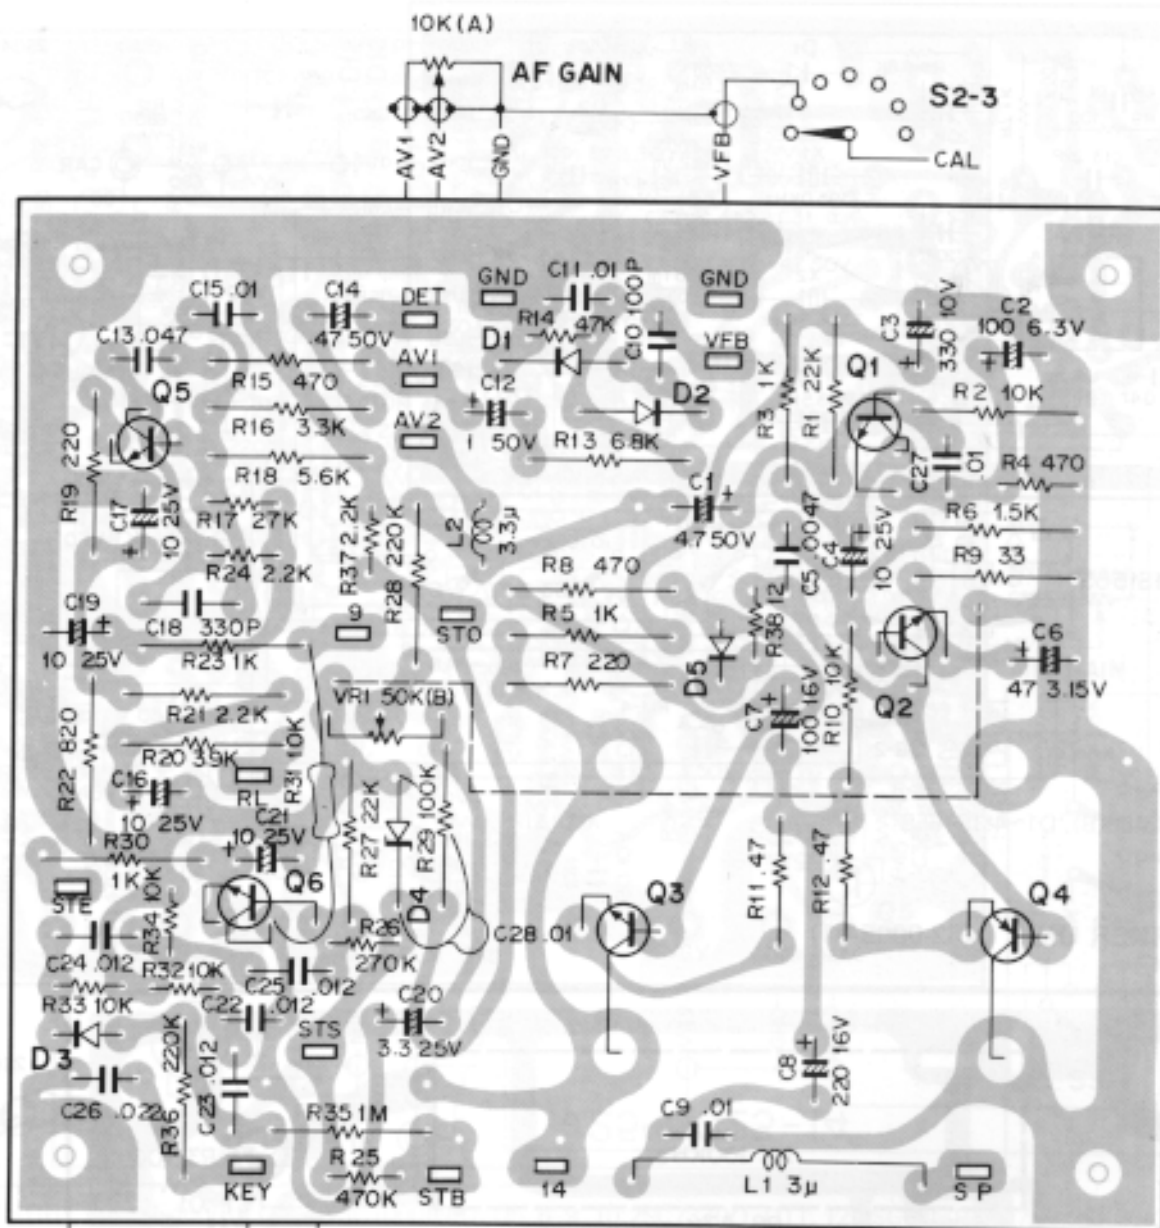 10K(A)
AF GAIN
S2-3
AV1
AV2
GND
VFB
CAL
C15 .01
C14
.47 50V
DET
GND
C11 .01
C10 100P
GND
C13 .047
R14
47K
D1
VFB
C3
330 10V
C2
100 6.3V
Q5
R15 470
AV1
C12
1 50V
D2
R3 1K
R1 22K
Q1
R2 10K
R16 3.3K
AV2
R13 6.8K
R19 220
R18 5.6K
C1
4.7 50V
C27 .01
R4 470
C17
10 25V
R17 27K
R37 2.2K
R28 220K
L2
3.3μ
C5 .0047
C4
10 25V
R6 1.5K
R24 2.2K
R8 470
R9 33
C19
10 25V
C18 330P
STO
R5 1K
R38 12
R23 1K
R7 220
D5
C6
47 3.15V
R21 2.2K
VR1 50K(B)
C7
100 16V
R10 10K
Q2
R22 820
R20 3.9K
R31 10K
C16
10 25V
RL
C21
10 25V
R27 22K
R29 100K
R30
1K
R11 .47
R12 .47
STE
R34 10K
Q6
D4
Q3
Q4
R26
270K
C28 .01
C24 .012
R32 10K
C25 .012
R33 10K
C22 .012
C20
3.3 25V
STS
D3
R36 220K
C23 .012
C8
220 16V
C26 .022
R35 1M
C9 .01
R25
470K
KEY
STB
14
L1 3μ
SP